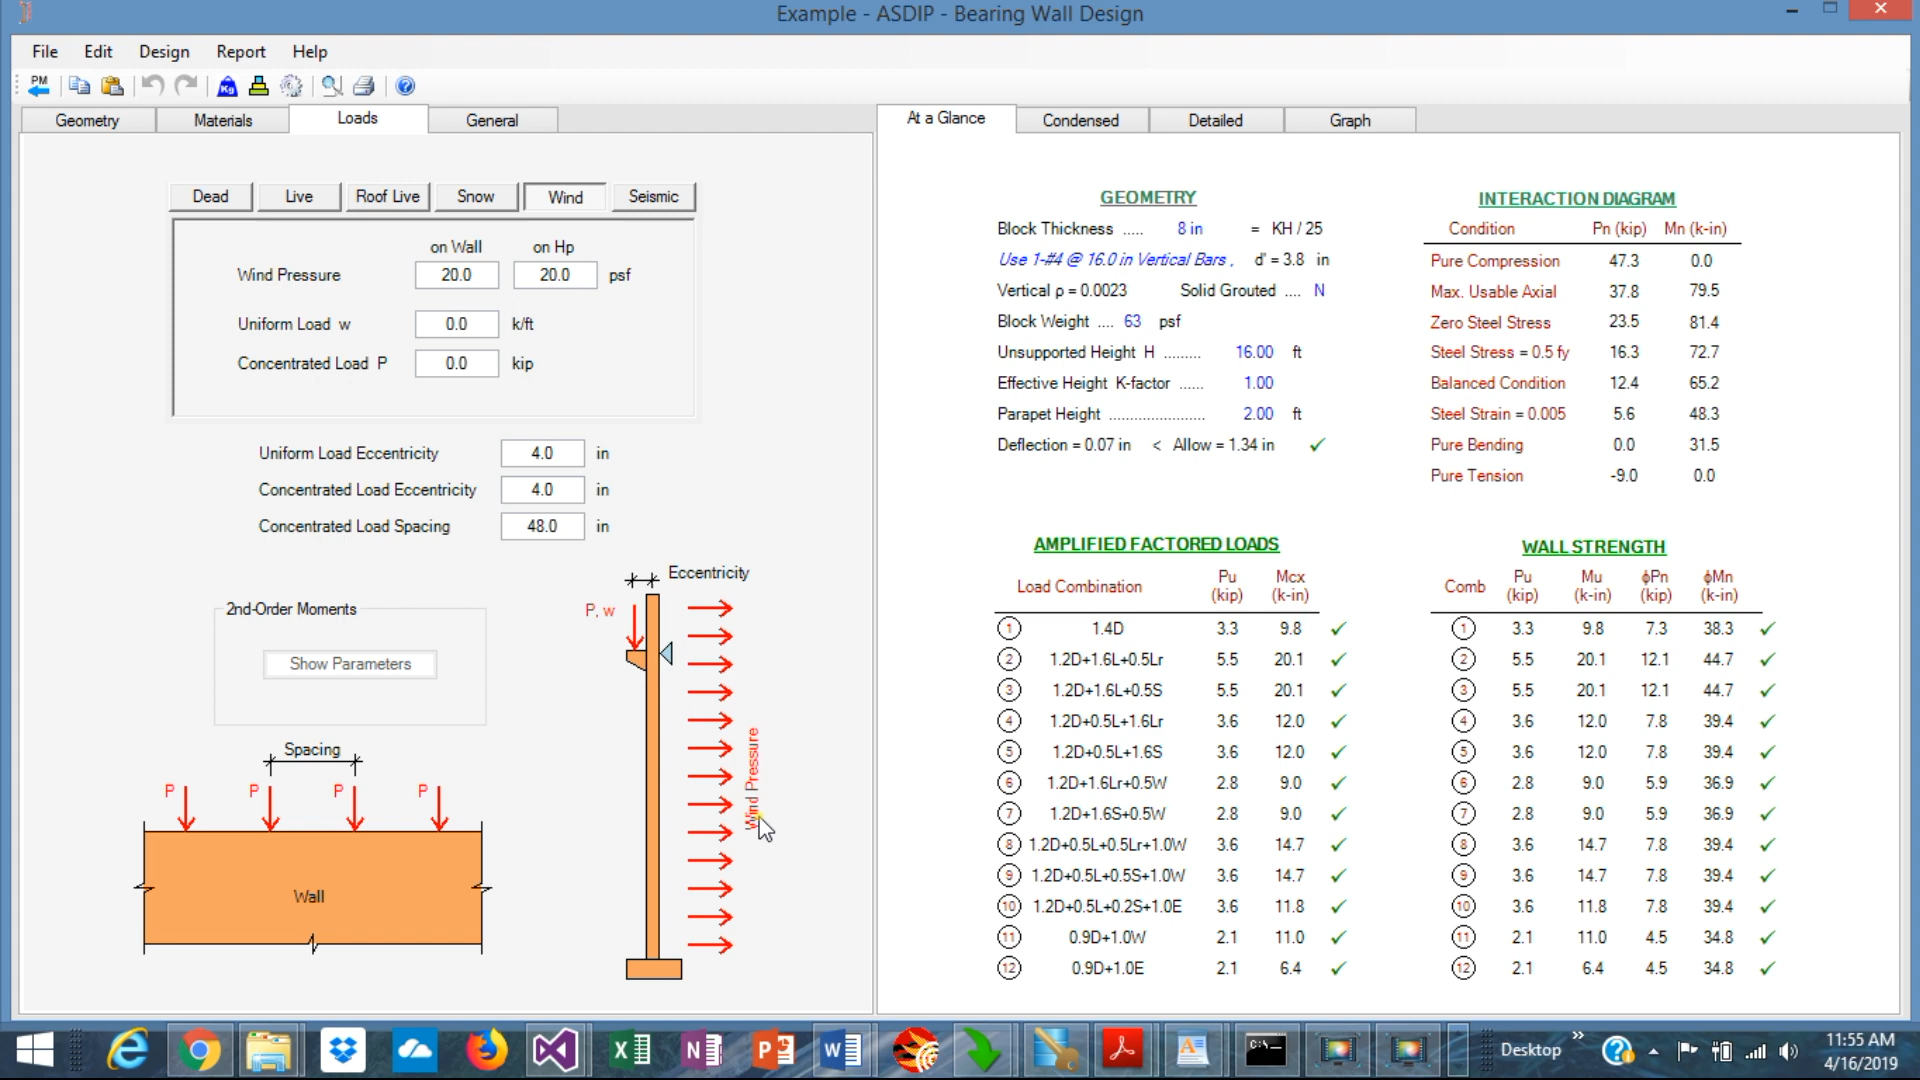 Example - ASDIP - Bearing Wall Design
File Edit Design Report Help
PM Kg
Geometry Materials Loads General
At a Glance Condensed Detailed Graph
Dead Live Roof Live Snow Wind Seismic
on Wall on Hp
Wind Pressure 20.0 20.0 psf
Uniform Load w 0.0 k/ft
Concentrated Load P 0.0 kip
Uniform Load Eccentricity 4.0 in
Concentrated Load Eccentricity 4.0 in
Concentrated Load Spacing 48.0 in
2nd-Order Moments
Show Parameters
Eccentricity
P, w
Wind Pressure
Spacing
P P P P
Wall
GEOMETRY
Block Thickness ..... 8 in = KH / 25
Use 1-#4 @ 16.0 in Vertical Bars , d' = 3.8 in
Vertical ρ = 0.0023 Solid Grouted .... N
Block Weight .... 63 psf
Unsupported Height H ......... 16.00 ft
Effective Height K-factor ...... 1.00
Parapet Height ....................... 2.00 ft
Deflection = 0.07 in < Allow = 1.34 in ✓
INTERACTION DIAGRAM
Condition Pn (kip) Mn (k-in)
Pure Compression 47.3 0.0
Max. Usable Axial 37.8 79.5
Zero Steel Stress 23.5 81.4
Steel Stress = 0.5 fy 16.3 72.7
Balanced Condition 12.4 65.2
Steel Strain = 0.005 5.6 48.3
Pure Bending 0.0 31.5
Pure Tension -9.0 0.0
AMPLIFIED FACTORED LOADS
Load Combination Pu (kip) Mcx (k-in)
1 1.4D 3.3 9.8 ✓
2 1.2D+1.6L+0.5Lr 5.5 20.1 ✓
3 1.2D+1.6L+0.5S 5.5 20.1 ✓
4 1.2D+0.5L+1.6Lr 3.6 12.0 ✓
5 1.2D+0.5L+1.6S 3.6 12.0 ✓
6 1.2D+1.6Lr+0.5W 2.8 9.0 ✓
7 1.2D+1.6S+0.5W 2.8 9.0 ✓
8 1.2D+0.5L+0.5Lr+1.0W 3.6 14.7 ✓
9 1.2D+0.5L+0.5S+1.0W 3.6 14.7 ✓
10 1.2D+0.5L+0.2S+1.0E 3.6 11.8 ✓
11 0.9D+1.0W 2.1 11.0 ✓
12 0.9D+1.0E 2.1 6.4 ✓
WALL STRENGTH
Comb Pu (kip) Mu (k-in) ϕPn (kip) ϕMn (k-in)
1 3.3 9.8 7.3 38.3 ✓
2 5.5 20.1 12.1 44.7 ✓
3 5.5 20.1 12.1 44.7 ✓
4 3.6 12.0 7.8 39.4 ✓
5 3.6 12.0 7.8 39.4 ✓
6 2.8 9.0 5.9 36.9 ✓
7 2.8 9.0 5.9 36.9 ✓
8 3.6 14.7 7.8 39.4 ✓
9 3.6 14.7 7.8 39.4 ✓
10 3.6 11.8 7.8 39.4 ✓
11 2.1 11.0 4.5 34.8 ✓
12 2.1 6.4 4.5 34.8 ✓
Desktop
11:55 AM
4/16/2019